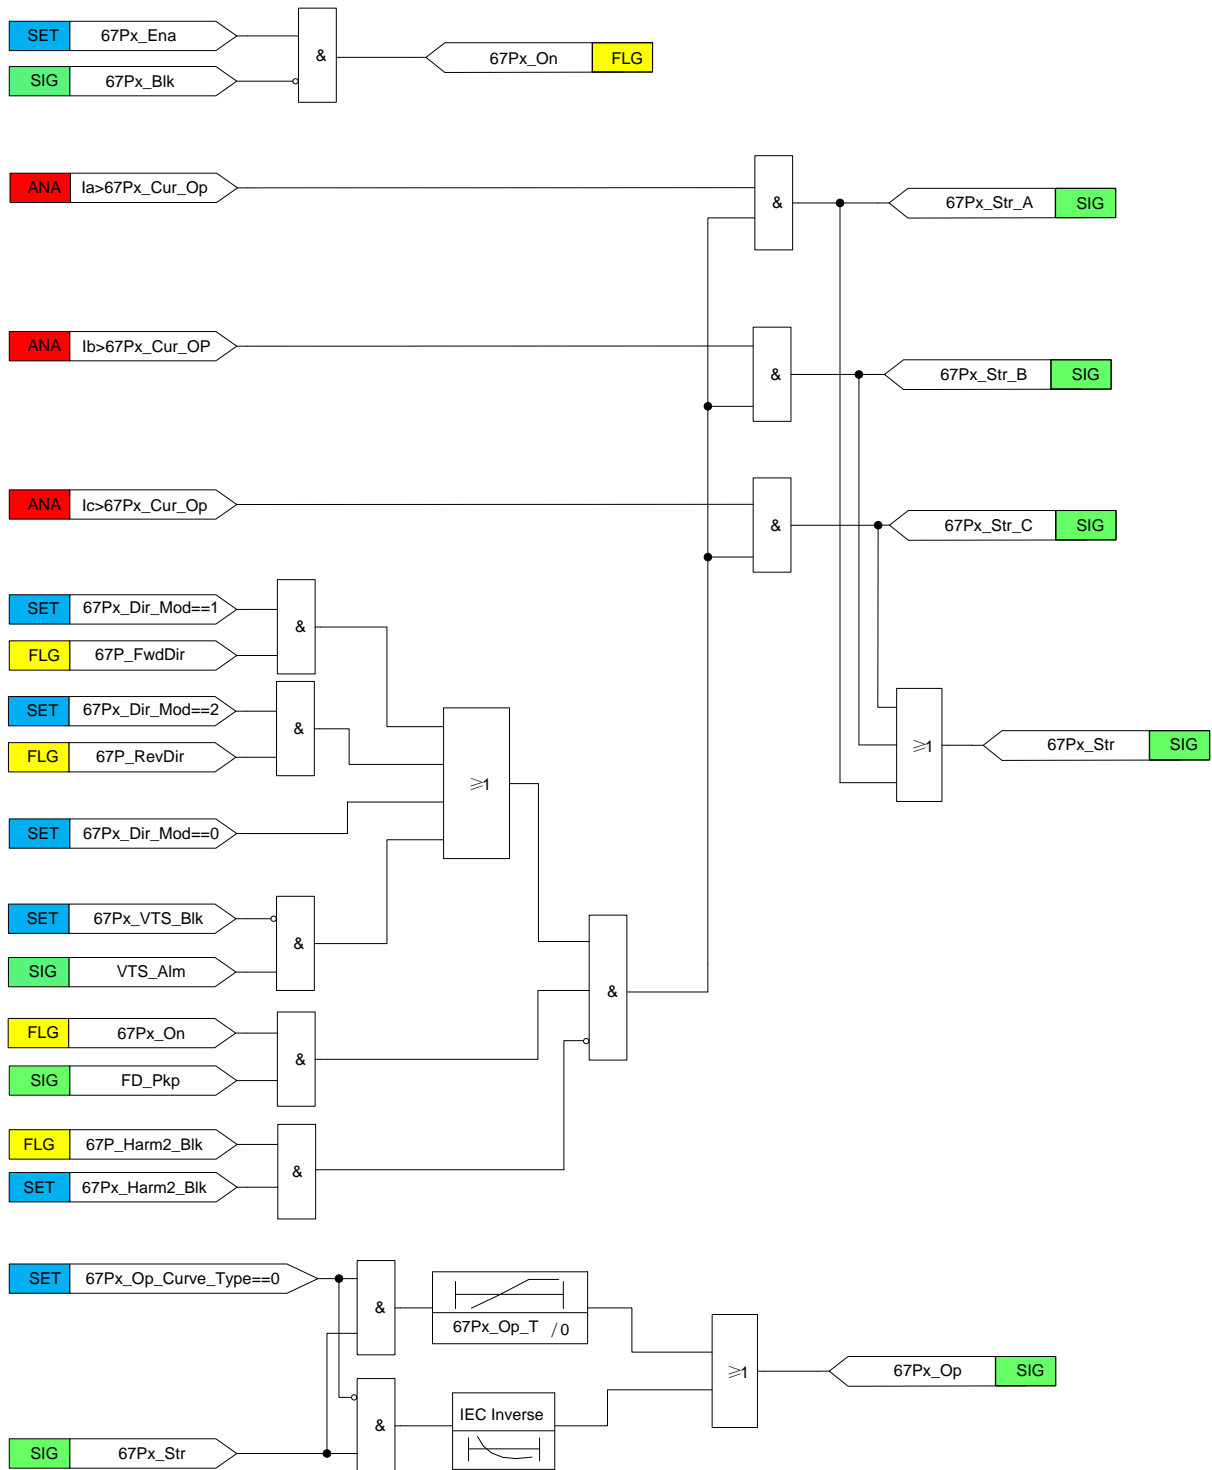 SET 67Px_Ena
&
67Px_On FLG
SIG 67Px_Blk
ANA Ia>67Px_Cur_Op
&
67Px_Str_A SIG
ANA Ib>67Px_Cur_OP
&
67Px_Str_B SIG
ANA Ic>67Px_Cur_Op
&
67Px_Str_C SIG
SET 67Px_Dir_Mod==1
&
FLG 67P_FwdDir
SET 67Px_Dir_Mod==2
&
FLG 67P_RevDir
≥1
≥1
67Px_Str SIG
SET 67Px_Dir_Mod==0
SET 67Px_VTS_Blk
&
SIG VTS_Alm
&
FLG 67Px_On
&
SIG FD_Pkp
FLG 67P_Harm2_Blk
&
SET 67Px_Harm2_Blk
SET 67Px_Op_Curve_Type==0
&
67Px_Op_T /0
≥1
67Px_Op SIG
IEC Inverse
&
SIG 67Px_Str